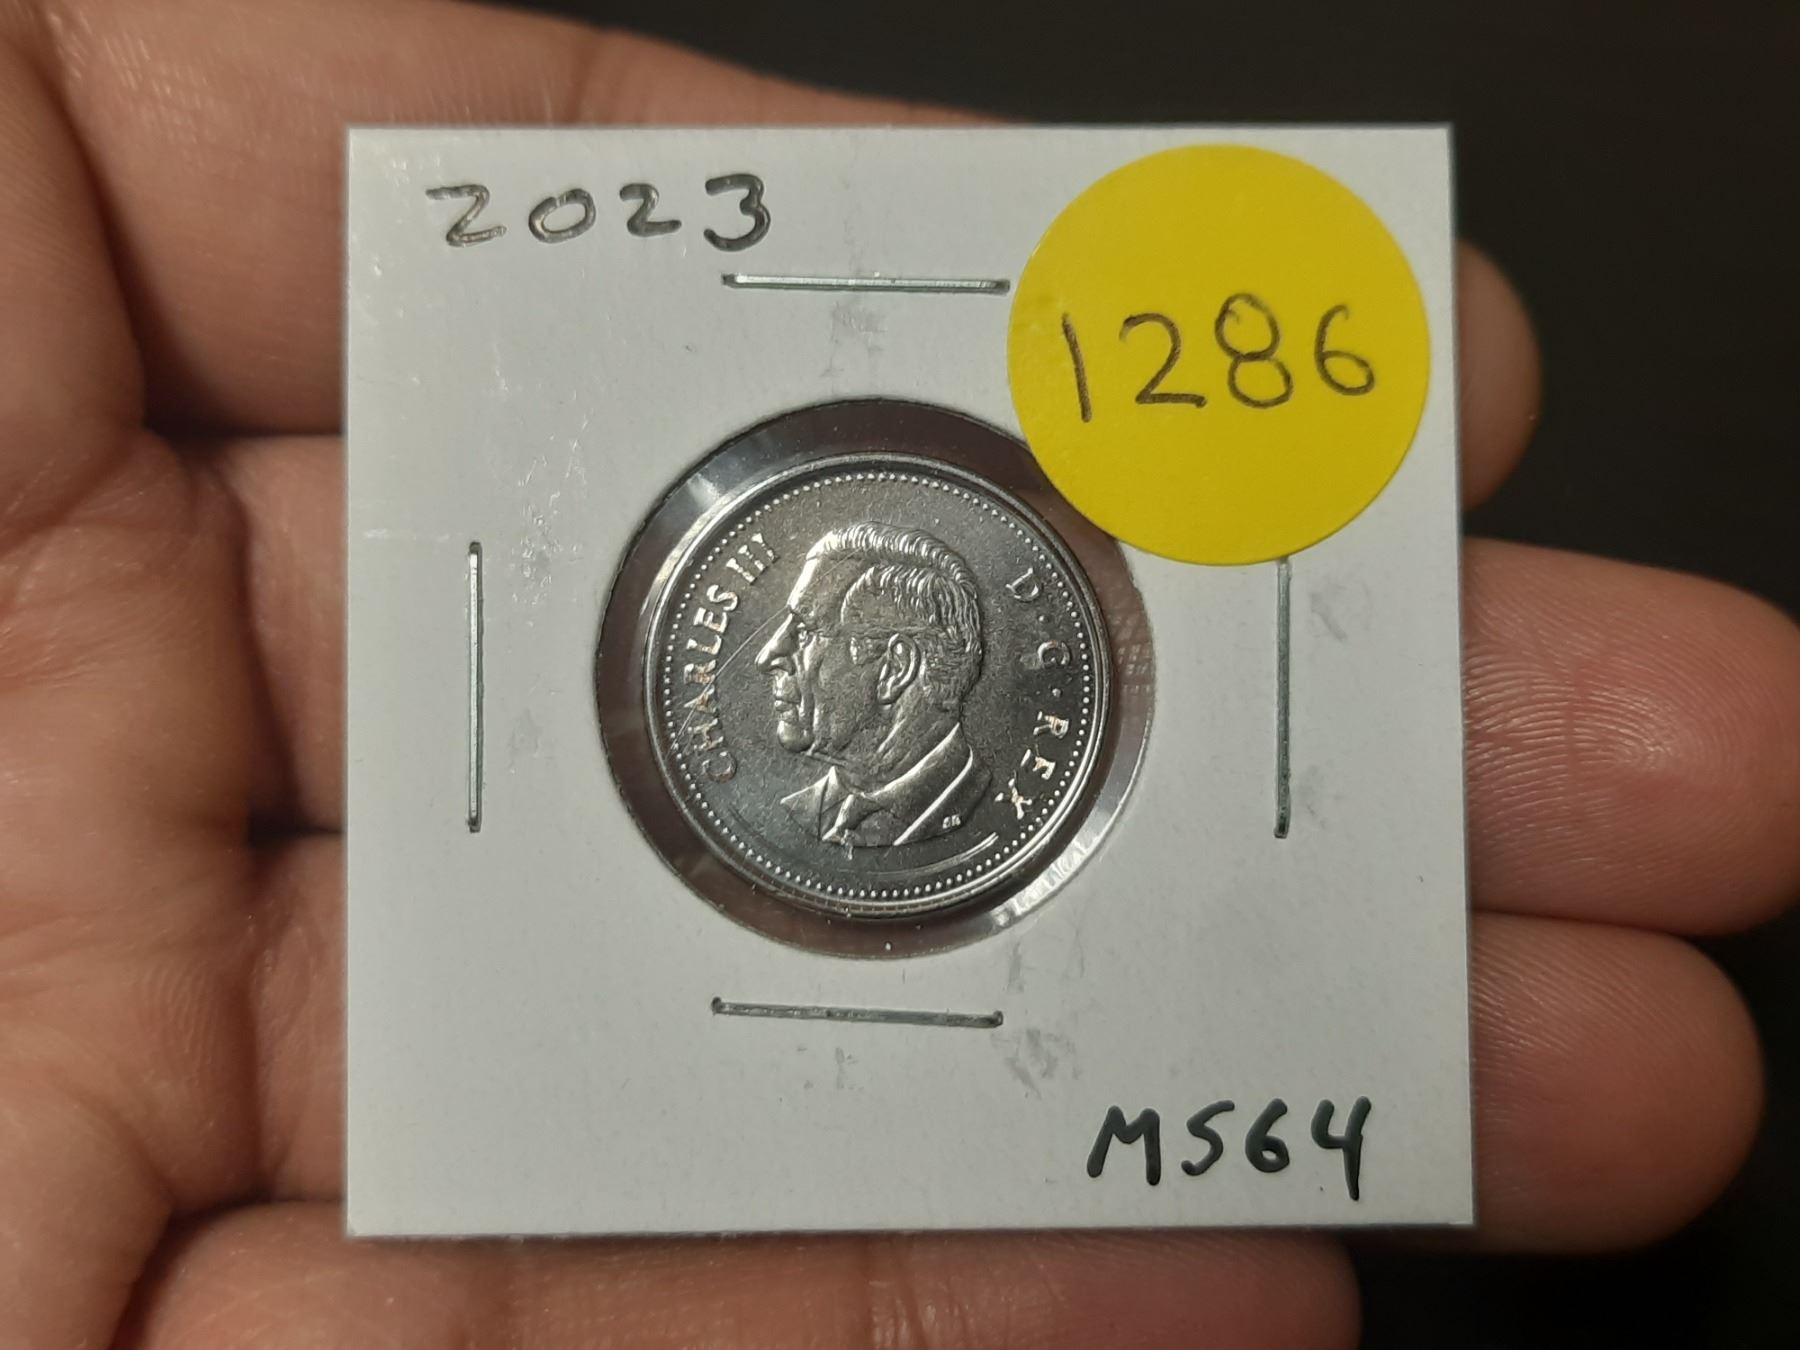 2023
1286
CHARLES III
D·G·REX
MS64